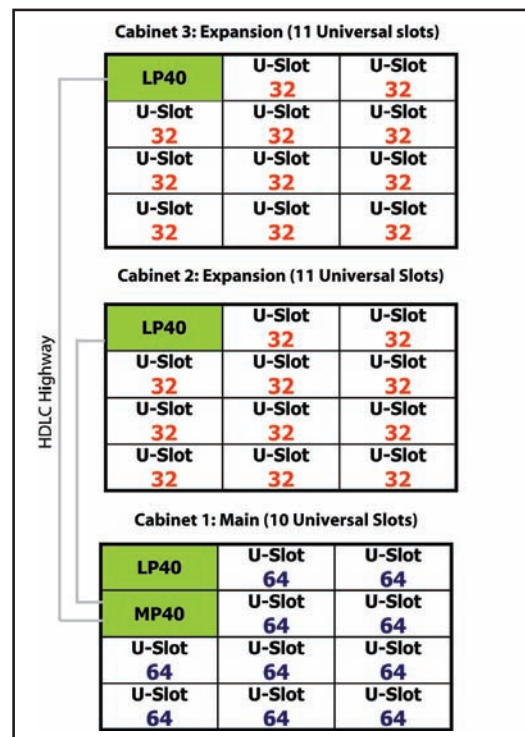 Cabinet 3: Expansion (11 Universal slots)
LP40 U-Slot U-Slot
32 32
U-Slot U-Slot U-Slot
32 32 32
U-Slot U-Slot U-Slot
32 32 32
U-Slot U-Slot U-Slot
32 32 32
HDLC Highway
Cabinet 2: Expansion (11 Universal Slots)
LP40 U-Slot U-Slot
32 32
U-Slot U-Slot U-Slot
32 32 32
U-Slot U-Slot U-Slot
32 32 32
U-Slot U-Slot U-Slot
32 32 32
Cabinet 1: Main (10 Universal Slots)
LP40 U-Slot U-Slot
64 64
MP40 U-Slot U-Slot
64 64
U-Slot U-Slot U-Slot
64 64 64
U-Slot U-Slot U-Slot
64 64 64